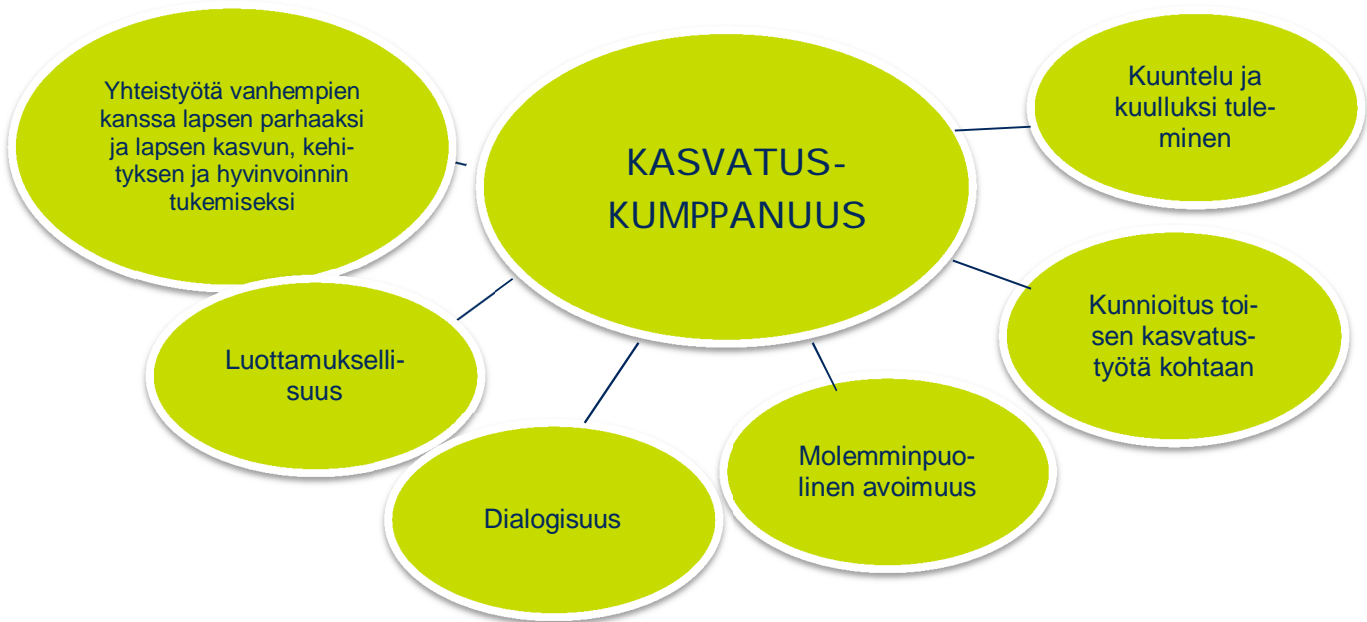 Yhteistyötä vanhempien
kanssa lapsen parhaaksi
ja lapsen kasvun, kehi-
tyksen ja hyvinvoinnin
tukemiseksi
KASVATUS-
KUMPPANUUS
Kuuntelu ja
kuulluksi tule-
minen
Kunnioitus toi-
sen kasvatus-
työtä kohtaan
Luottamukselli-
suus
Molemminpuo-
linen avoimuus
Dialogisuus